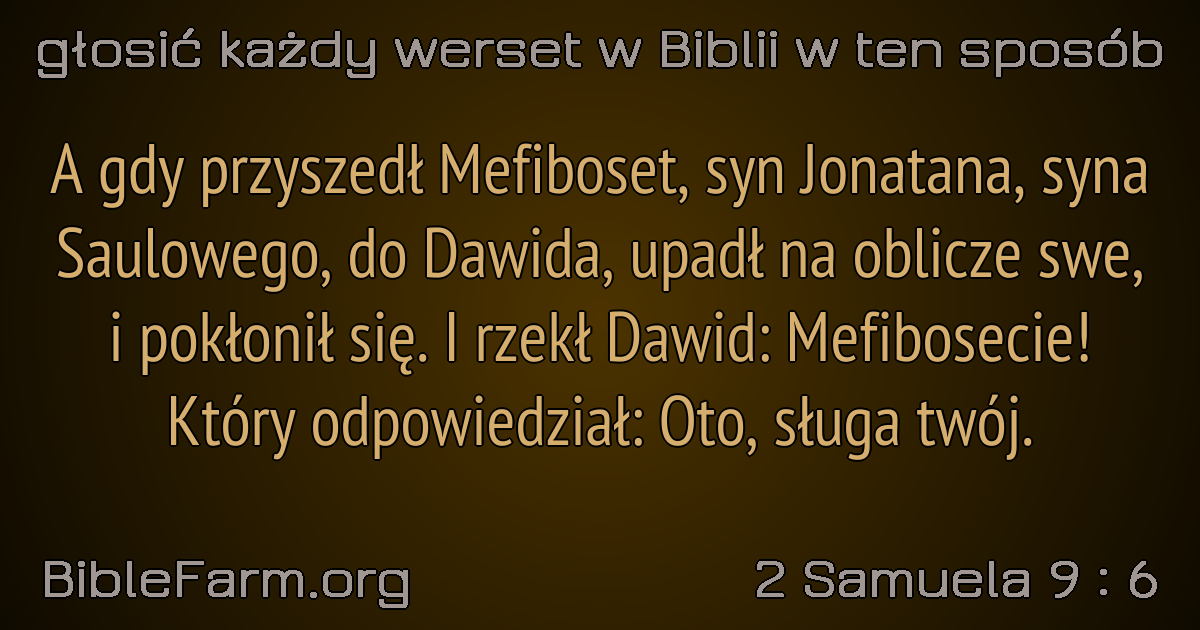 głosić każdy werset w Biblii w ten sposób
A gdy przyszedł Mefiboset, syn Jonatana, syna
Saulowego, do Dawida, upadł na oblicze swe,
i pokłonił się. I rzekł Dawid: Mefibosecie!
Który odpowiedział: Oto, sługa twój.
BibleFarm.org
2 Samuela 9 : 6